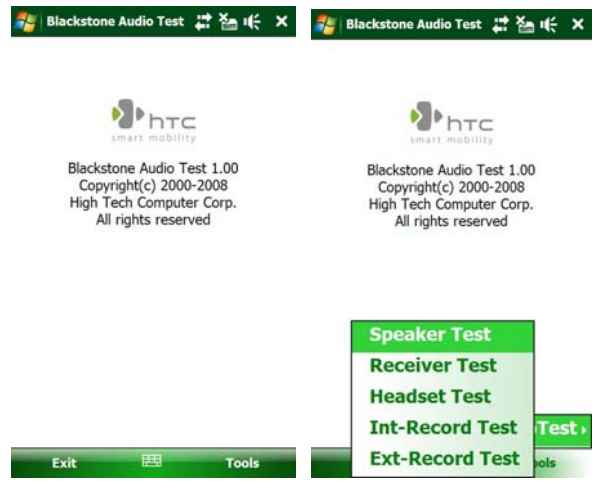 Blackstone Audio Test
htc
smart mobility
Blackstone Audio Test 1.00
Copyright(c) 2000-2008
High Tech Computer Corp.
All rights reserved
Exit
Tools
Blackstone Audio Test
htc
smart mobility
Blackstone Audio Test 1.00
Copyright(c) 2000-2008
High Tech Computer Corp.
All rights reserved
Speaker Test
Receiver Test
Headset Test
Int-Record Test
Test
Ext-Record Test
ols